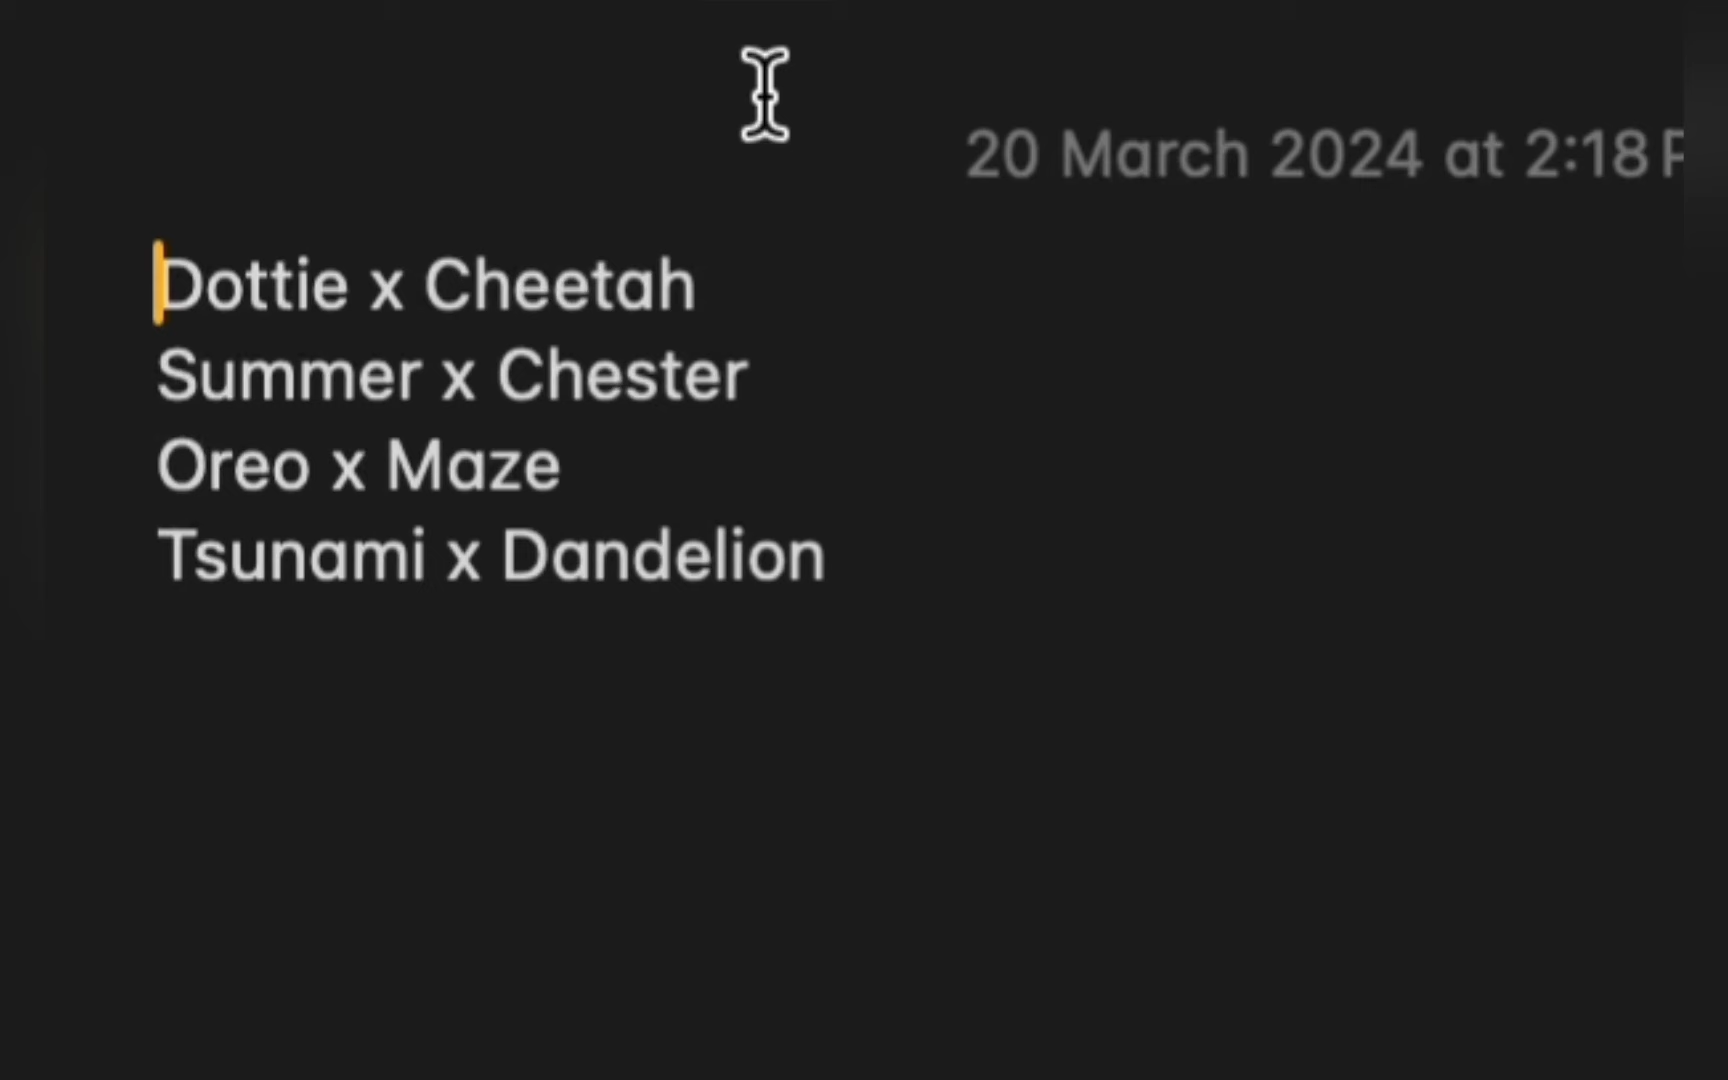 20 March 2024 at 2:18 P
Dottie x Cheetah
Summer x Chester
Oreo x Maze
Tsunami x Dandelion